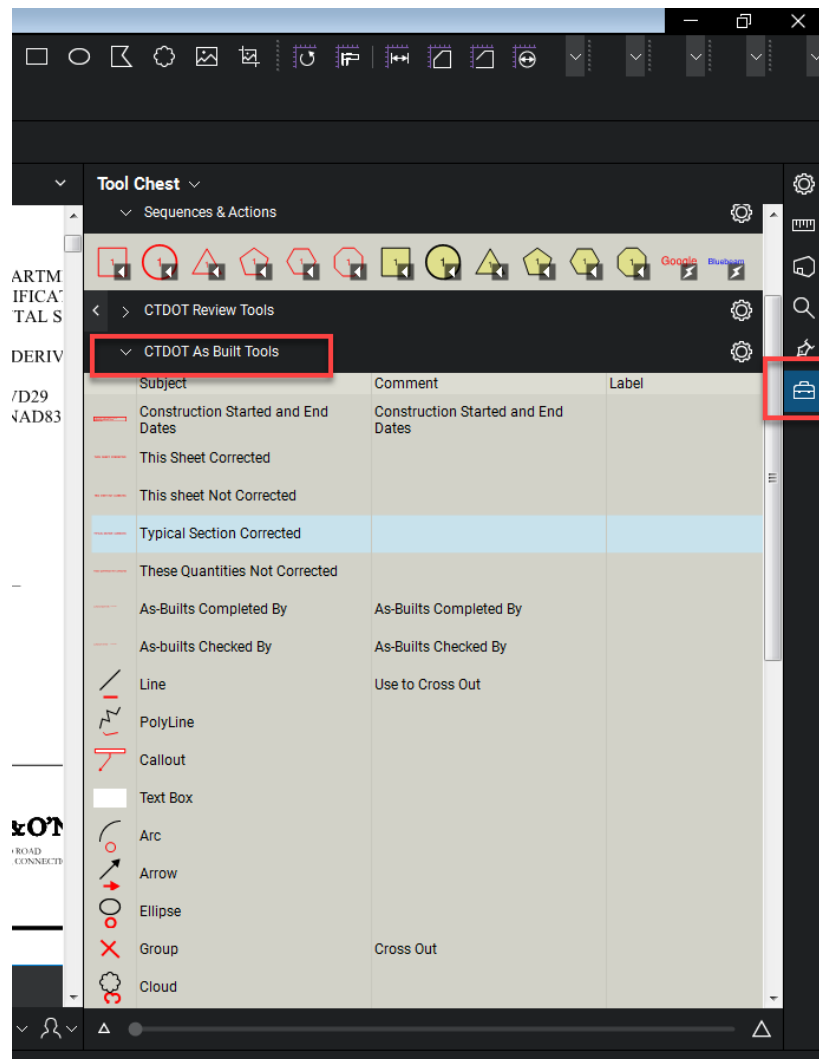 Tool Chest
Sequences & Actions
Google
Bluebeam
ARTM
IFICAT
TAL S
CTDOT Review Tools
DERIV
CTDOT As Built Tools
Subject Comment Label
VD29
NAD83
Construction Started and End Construction Started and End
Dates Dates
This Sheet Corrected
This sheet Not Corrected
Typical Section Corrected
These Quantities Not Corrected
As-Builts Completed By As-Builts Completed By
As-builts Checked By As-Builts Checked By
Line Use to Cross Out
PolyLine
Callout
Text Box
&O'N
ROAD
CONNECTI
Arc
Arrow
Ellipse
Group Cross Out
Cloud